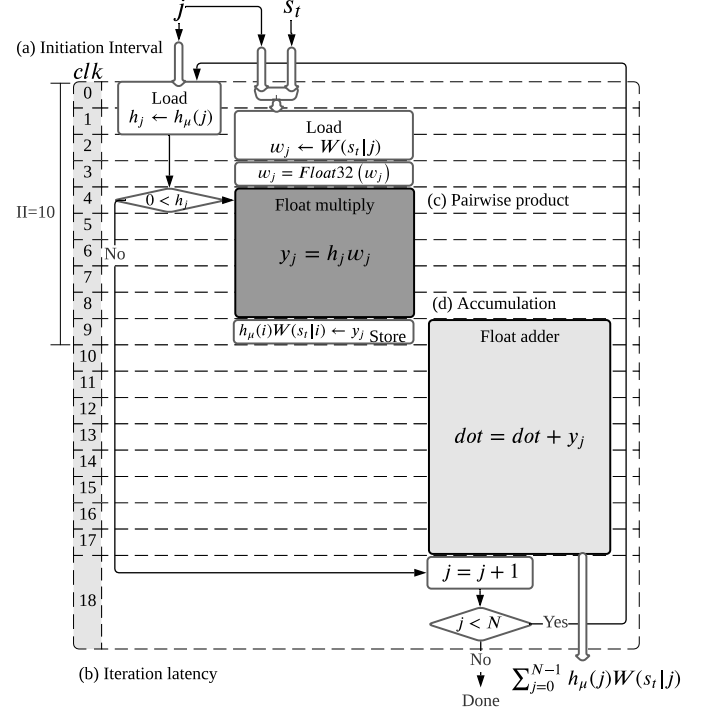 j
s_t
(a) Initiation Interval
clk
0
Load
h_j ← h_μ(j)
1
Load
2
w_j ← W(s_t|j)
3
w_j = Float32 (w_j)
4
0 < h_j
Float multiply
(c) Pairwise product
II=10
5
6
No
y_j = h_j w_j
7
8
(d) Accumulation
9
h_μ(i)W(s_t|i) ← y_j Store
Float adder
10
11
12
13
dot = dot + y_j
14
15
16
17
j = j + 1
18
j < N
Yes
(b) Iteration latency
No
∑_{j=0}^{N−1} h_μ(j)W(s_t|j)
Done